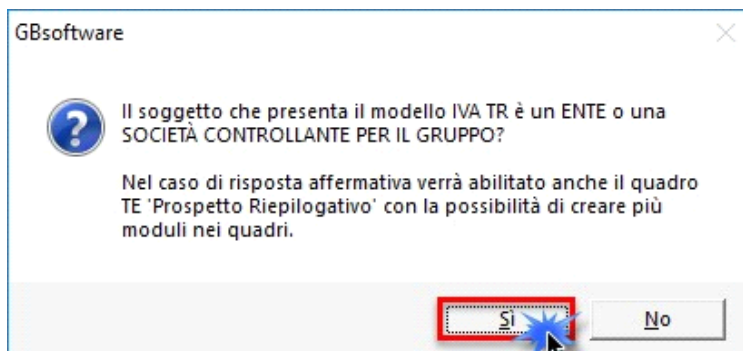 GBsoftware
Il soggetto che presenta il modello IVA TR è un ENTE o una
SOCIETÀ CONTROLLANTE PER IL GRUPPO?
Nel caso di risposta affermativa verrà abilitato anche il quadro
TE 'Prospetto Riepilogativo' con la possibilità di creare più
moduli nei quadri.
Sì
No